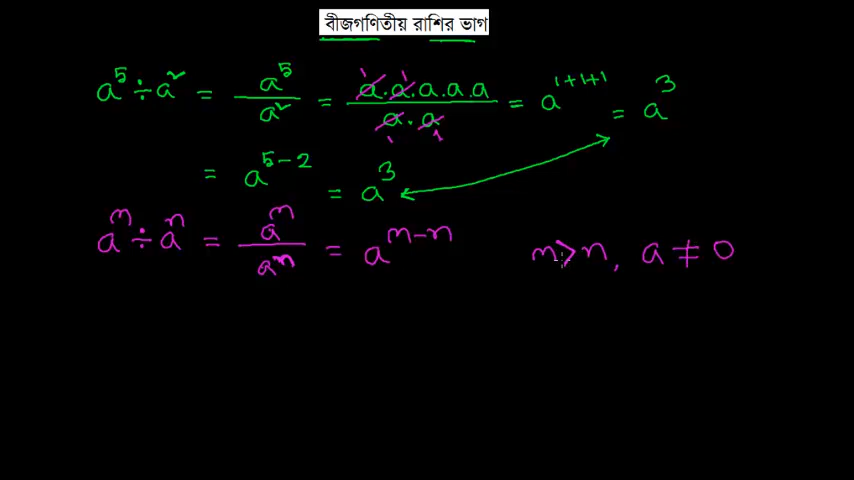 বীজগণিতীয় রাশির ভাগ
a⁵ ÷ a² = a⁵/a² = a.a.a.a.a/a.a = a¹⁺¹⁺¹ = a³
= a⁵⁻² = a³
aᵐ ÷ aⁿ = aᵐ/aⁿ = aᵐ⁻ⁿ m>n, a ≠ 0